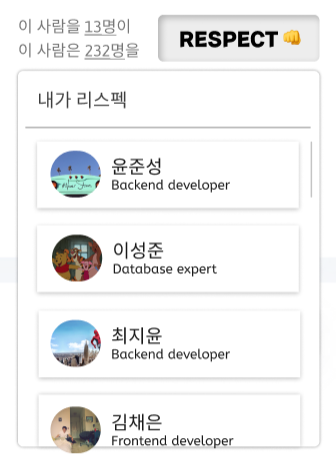 이 사람을 13명이
이 사람은 232명을
RESPECT 👊
내가 리스펙
윤준성
Backend developer
이성준
Database expert
최지윤
Backend developer
김채은
Frontend developer